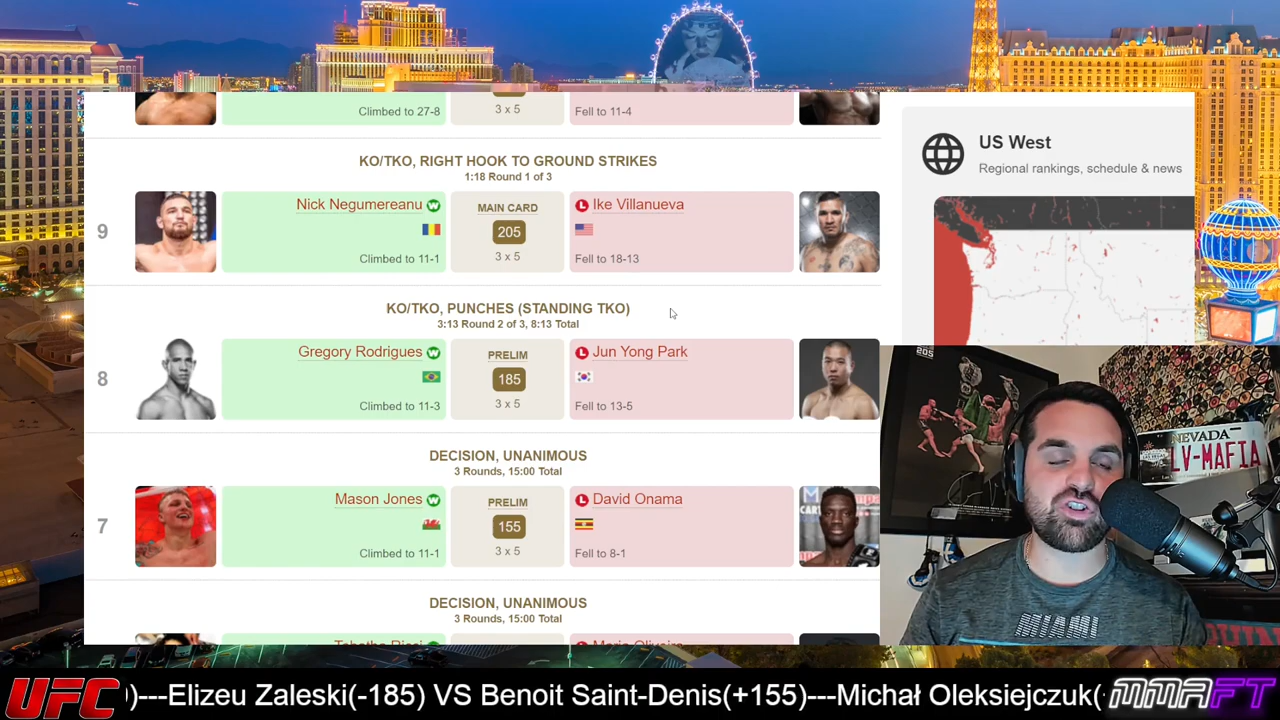 Climbed to 27-8
3 x 5
Fell to 11-4
KO/TKO, RIGHT HOOK TO GROUND STRIKES
1:18 Round 1 of 3
9
Nick Negumereanu W
Climbed to 11-1
MAIN CARD
205
3 x 5
L Ike Villanueva
Fell to 18-13
KO/TKO, PUNCHES (STANDING TKO)
3:13 Round 2 of 3, 8:13 Total
8
Gregory Rodrigues W
Climbed to 11-3
PRELIM
185
3 x 5
L Jun Yong Park
Fell to 13-5
DECISION, UNANIMOUS
3 Rounds, 15:00 Total
7
Mason Jones W
Climbed to 11-1
PRELIM
155
3 x 5
L David Onama
Fell to 8-1
DECISION, UNANIMOUS
3 Rounds, 15:00 Total
US West
Regional rankings, schedule & news
205
NEVADA
LV-MAFIA
MIAMI
UFC
)---Elizeu Zaleski(-185) VS Benoit Saint-Denis(+155)---Michał Oleksiejczuk(
MMAFT